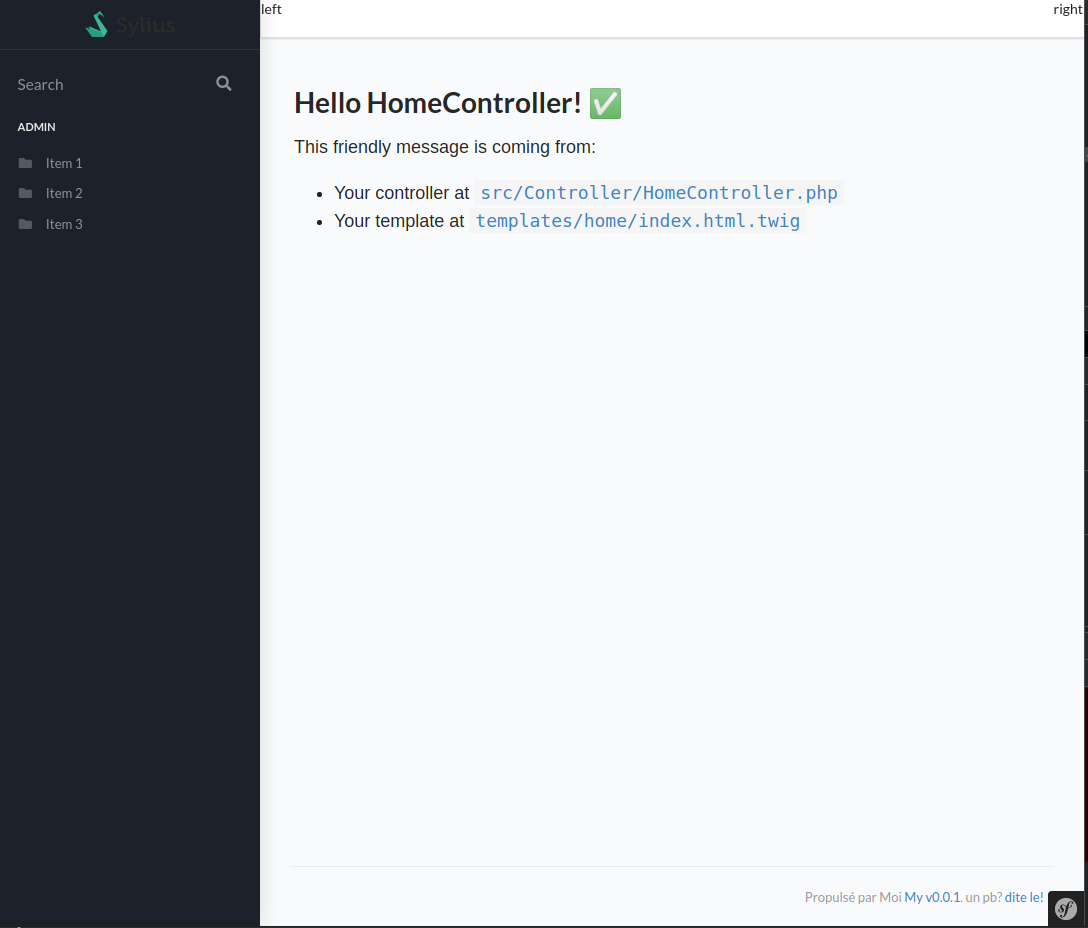 Sylius
left
right
Search
ADMIN
Item 1
Item 2
Item 3
Hello HomeController! ✅
This friendly message is coming from:
• Your controller at src/Controller/HomeController.php
• Your template at templates/home/index.html.twig
Propulsé par Moi My v0.0.1. un pb? dite le!
sf